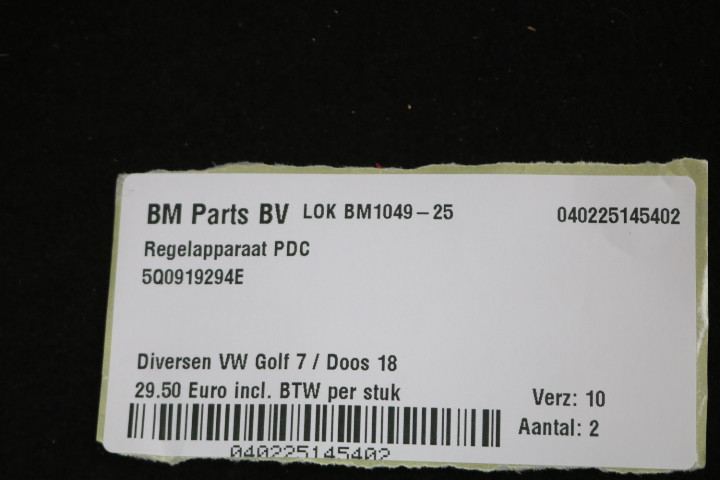 BM Parts BV LOK BM1049-25 040225145402
Regelapparaat PDC
5Q0919294E
Diversen VW Golf 7 / Doos 18
29.50 Euro incl. BTW per stuk
Verz: 10
Aantal: 2
040225145402